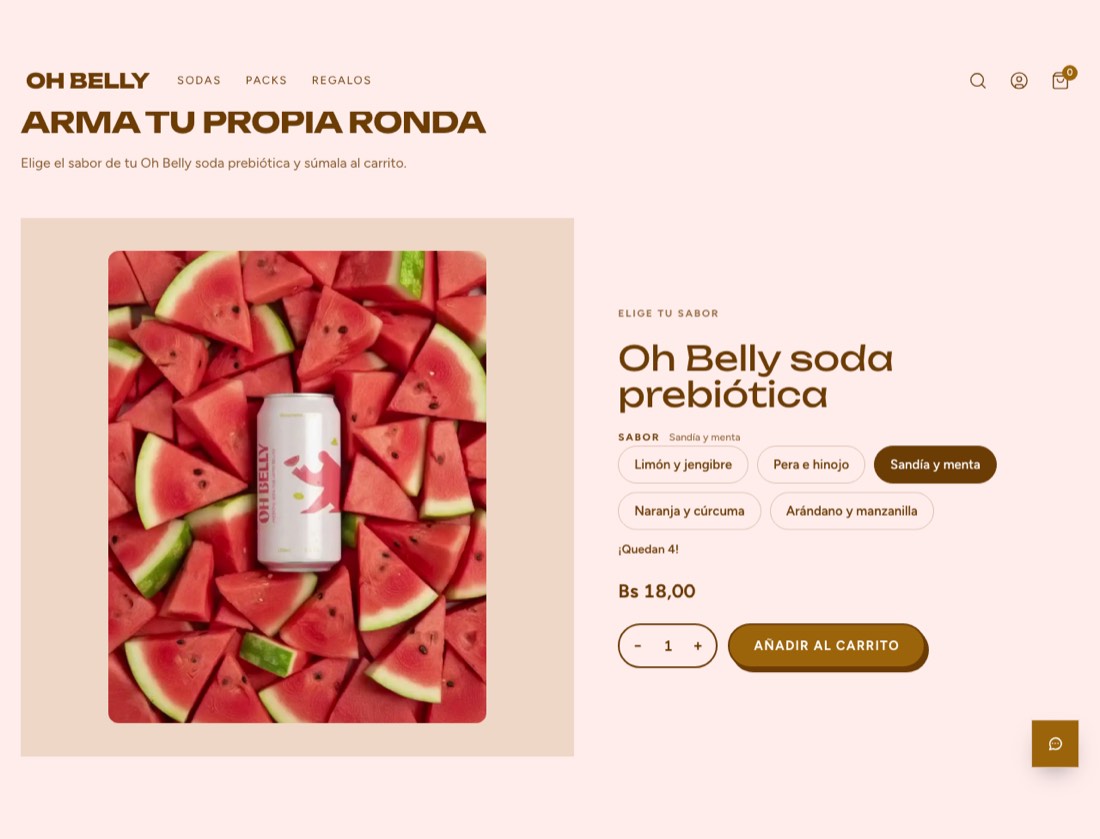 OH BELLY
SODAS
PACKS
REGALOS
0
ARMA TU PROPIA RONDA
Elige el sabor de tu Oh Belly soda prebiótica y súmala al carrito.
OH BELLY
ELIGE TU SABOR
Oh Belly soda
prebiótica
SABOR Sandía y menta
Limón y jengibre
Pera e hinojo
Sandía y menta
Naranja y cúrcuma
Arándano y manzanilla
¡Quedan 4!
Bs 18,00
- 1 +
AÑADIR AL CARRITO